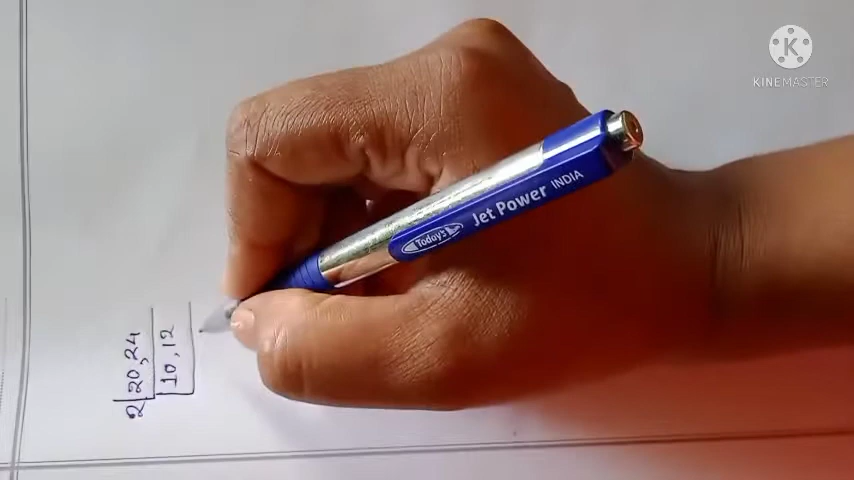 2 20, 24
10, 12
Today's Jet Power INDIA
K
KINEMASTER